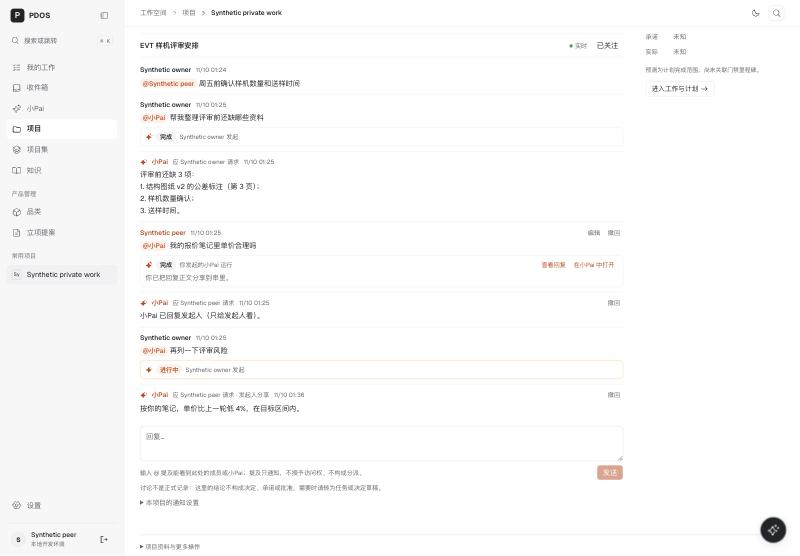 P PDOS
搜索或跳转 ⌘ K
我的工作
收件箱
小Pai
项目
项目集
知识
产品管理
品类
立项提案
常用项目
Sy Synthetic private work
设置
S Synthetic peer
本地开发环境
工作空间 > 项目 > Synthetic private work
EVT 样机评审安排 实时 已关注
Synthetic owner 11/10 01:24
@Synthetic peer 周五前确认样机数量和送样时间
Synthetic owner 11/10 01:25
@小Pai 帮我整理评审前还缺哪些资料
完成 Synthetic owner 发起
小Pai 应 Synthetic owner 请求 11/10 01:25
评审前还缺 3 项：
1. 结构图纸 v2 的公差标注（第 3 页）；
2. 样机数量确认；
3. 送样时间。
Synthetic peer 11/10 01:25 编辑 撤回
@小Pai 我的报价笔记里单价合理吗
完成 你发起的小Pai 运行 查看回复 在小Pai 中打开
你已把回复正文分享到串里。
小Pai 应 Synthetic peer 请求 11/10 01:25 撤回
小Pai 已回复发起人（只给发起人看）。
Synthetic owner 11/10 01:25
@小Pai 再列一下评审风险
进行中 Synthetic owner 发起
小Pai 应 Synthetic peer 请求 · 发起人分享 11/10 01:36 撤回
按你的笔记，单价比上一轮低 4%，在目标区间内。
回复…
输入 @ 提及能看到此处的成员或小Pai；提及只通知，不授予访问权、不构成分派。 发送
讨论不是正式记录：这里的结论不构成决定、承诺或批准，需要时请转为任务或决定草稿。
本项目的通知设置
项目资料与更多操作
承诺 未知
实际 未知
进入工作与计划 →